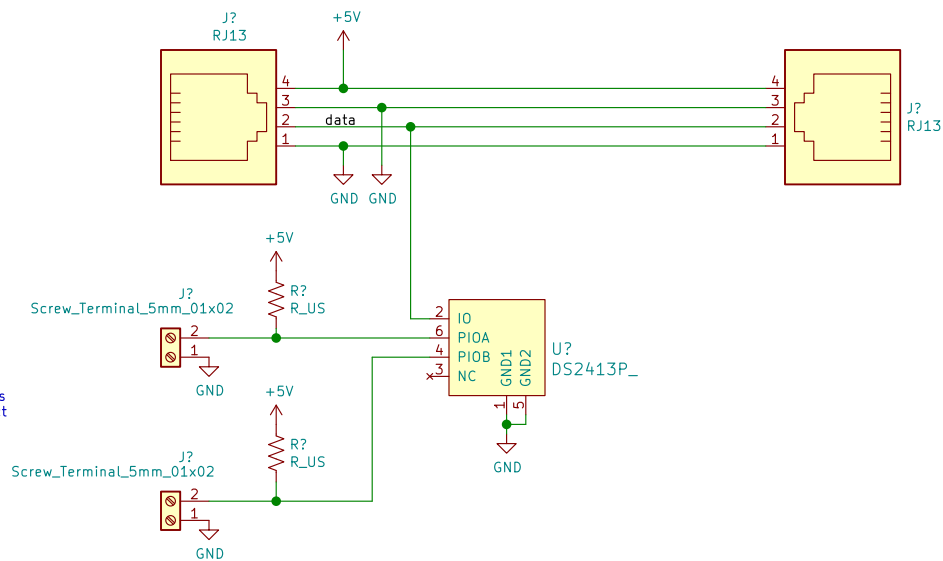 J?
RJ13
+5V
4
3
2
1
data
GND
GND
4
3
2
1
J?
RJ13
+5V
R?
R_US
J?
Screw_Terminal_5mm_01x02
2
1
GND
2
6
4
3
IO
PIOA
PIOB
NC
GND1
GND2
1
5
U?
DS2413P_
GND
s
t
+5V
R?
R_US
J?
Screw_Terminal_5mm_01x02
2
1
GND